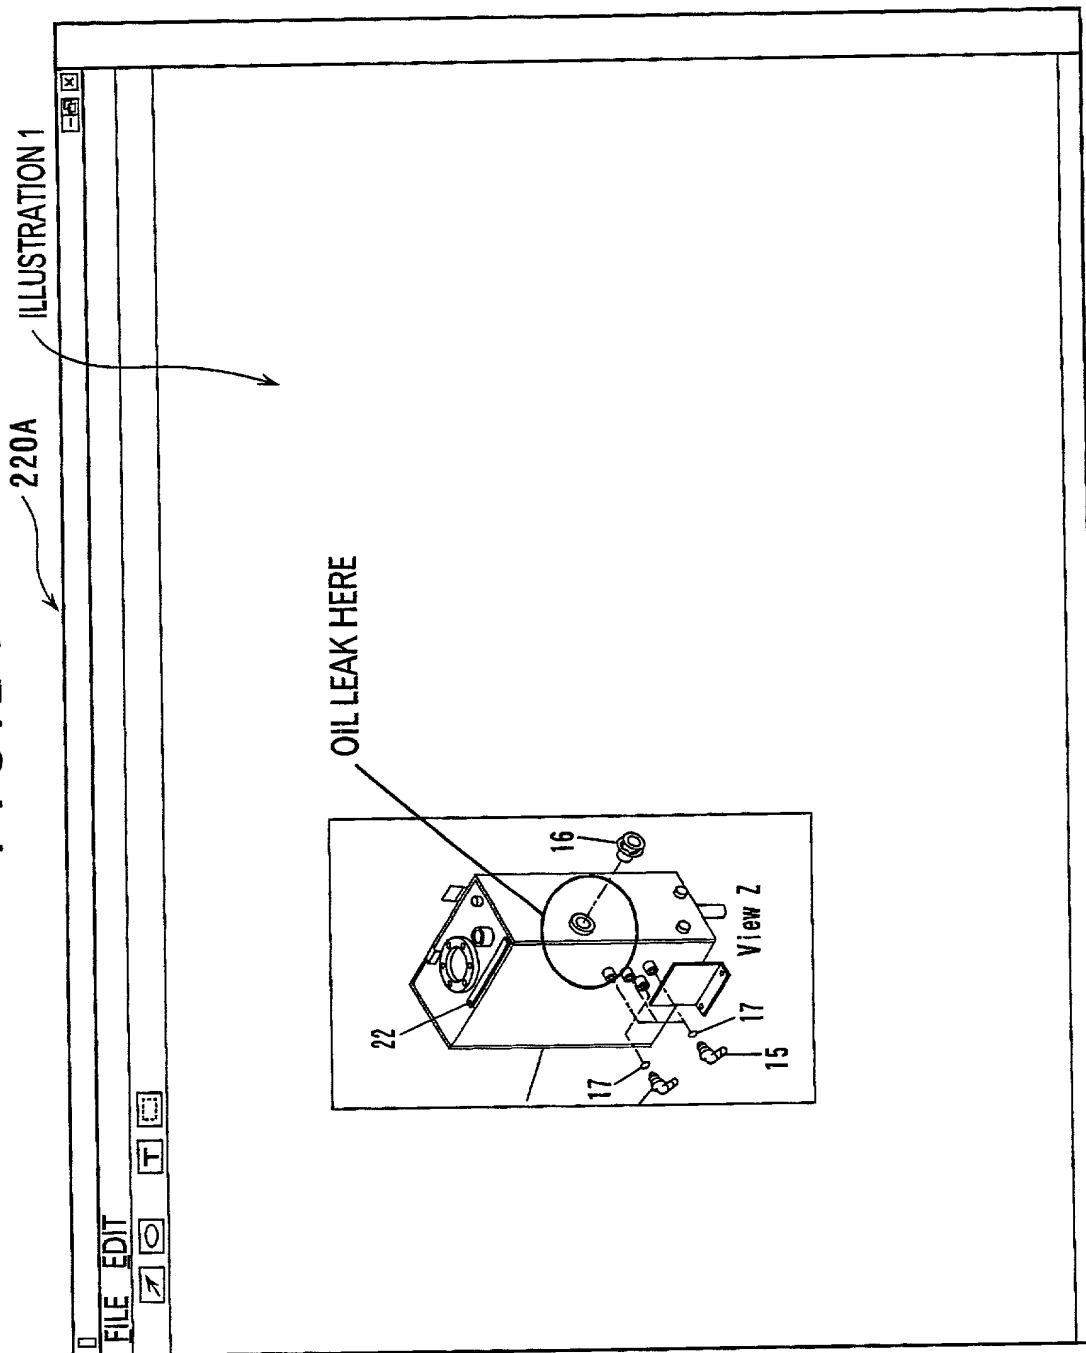 220A
ILLUSTRATION 1
FILE EDIT
T
OIL LEAK HERE
22
16
17
17
15
View Z